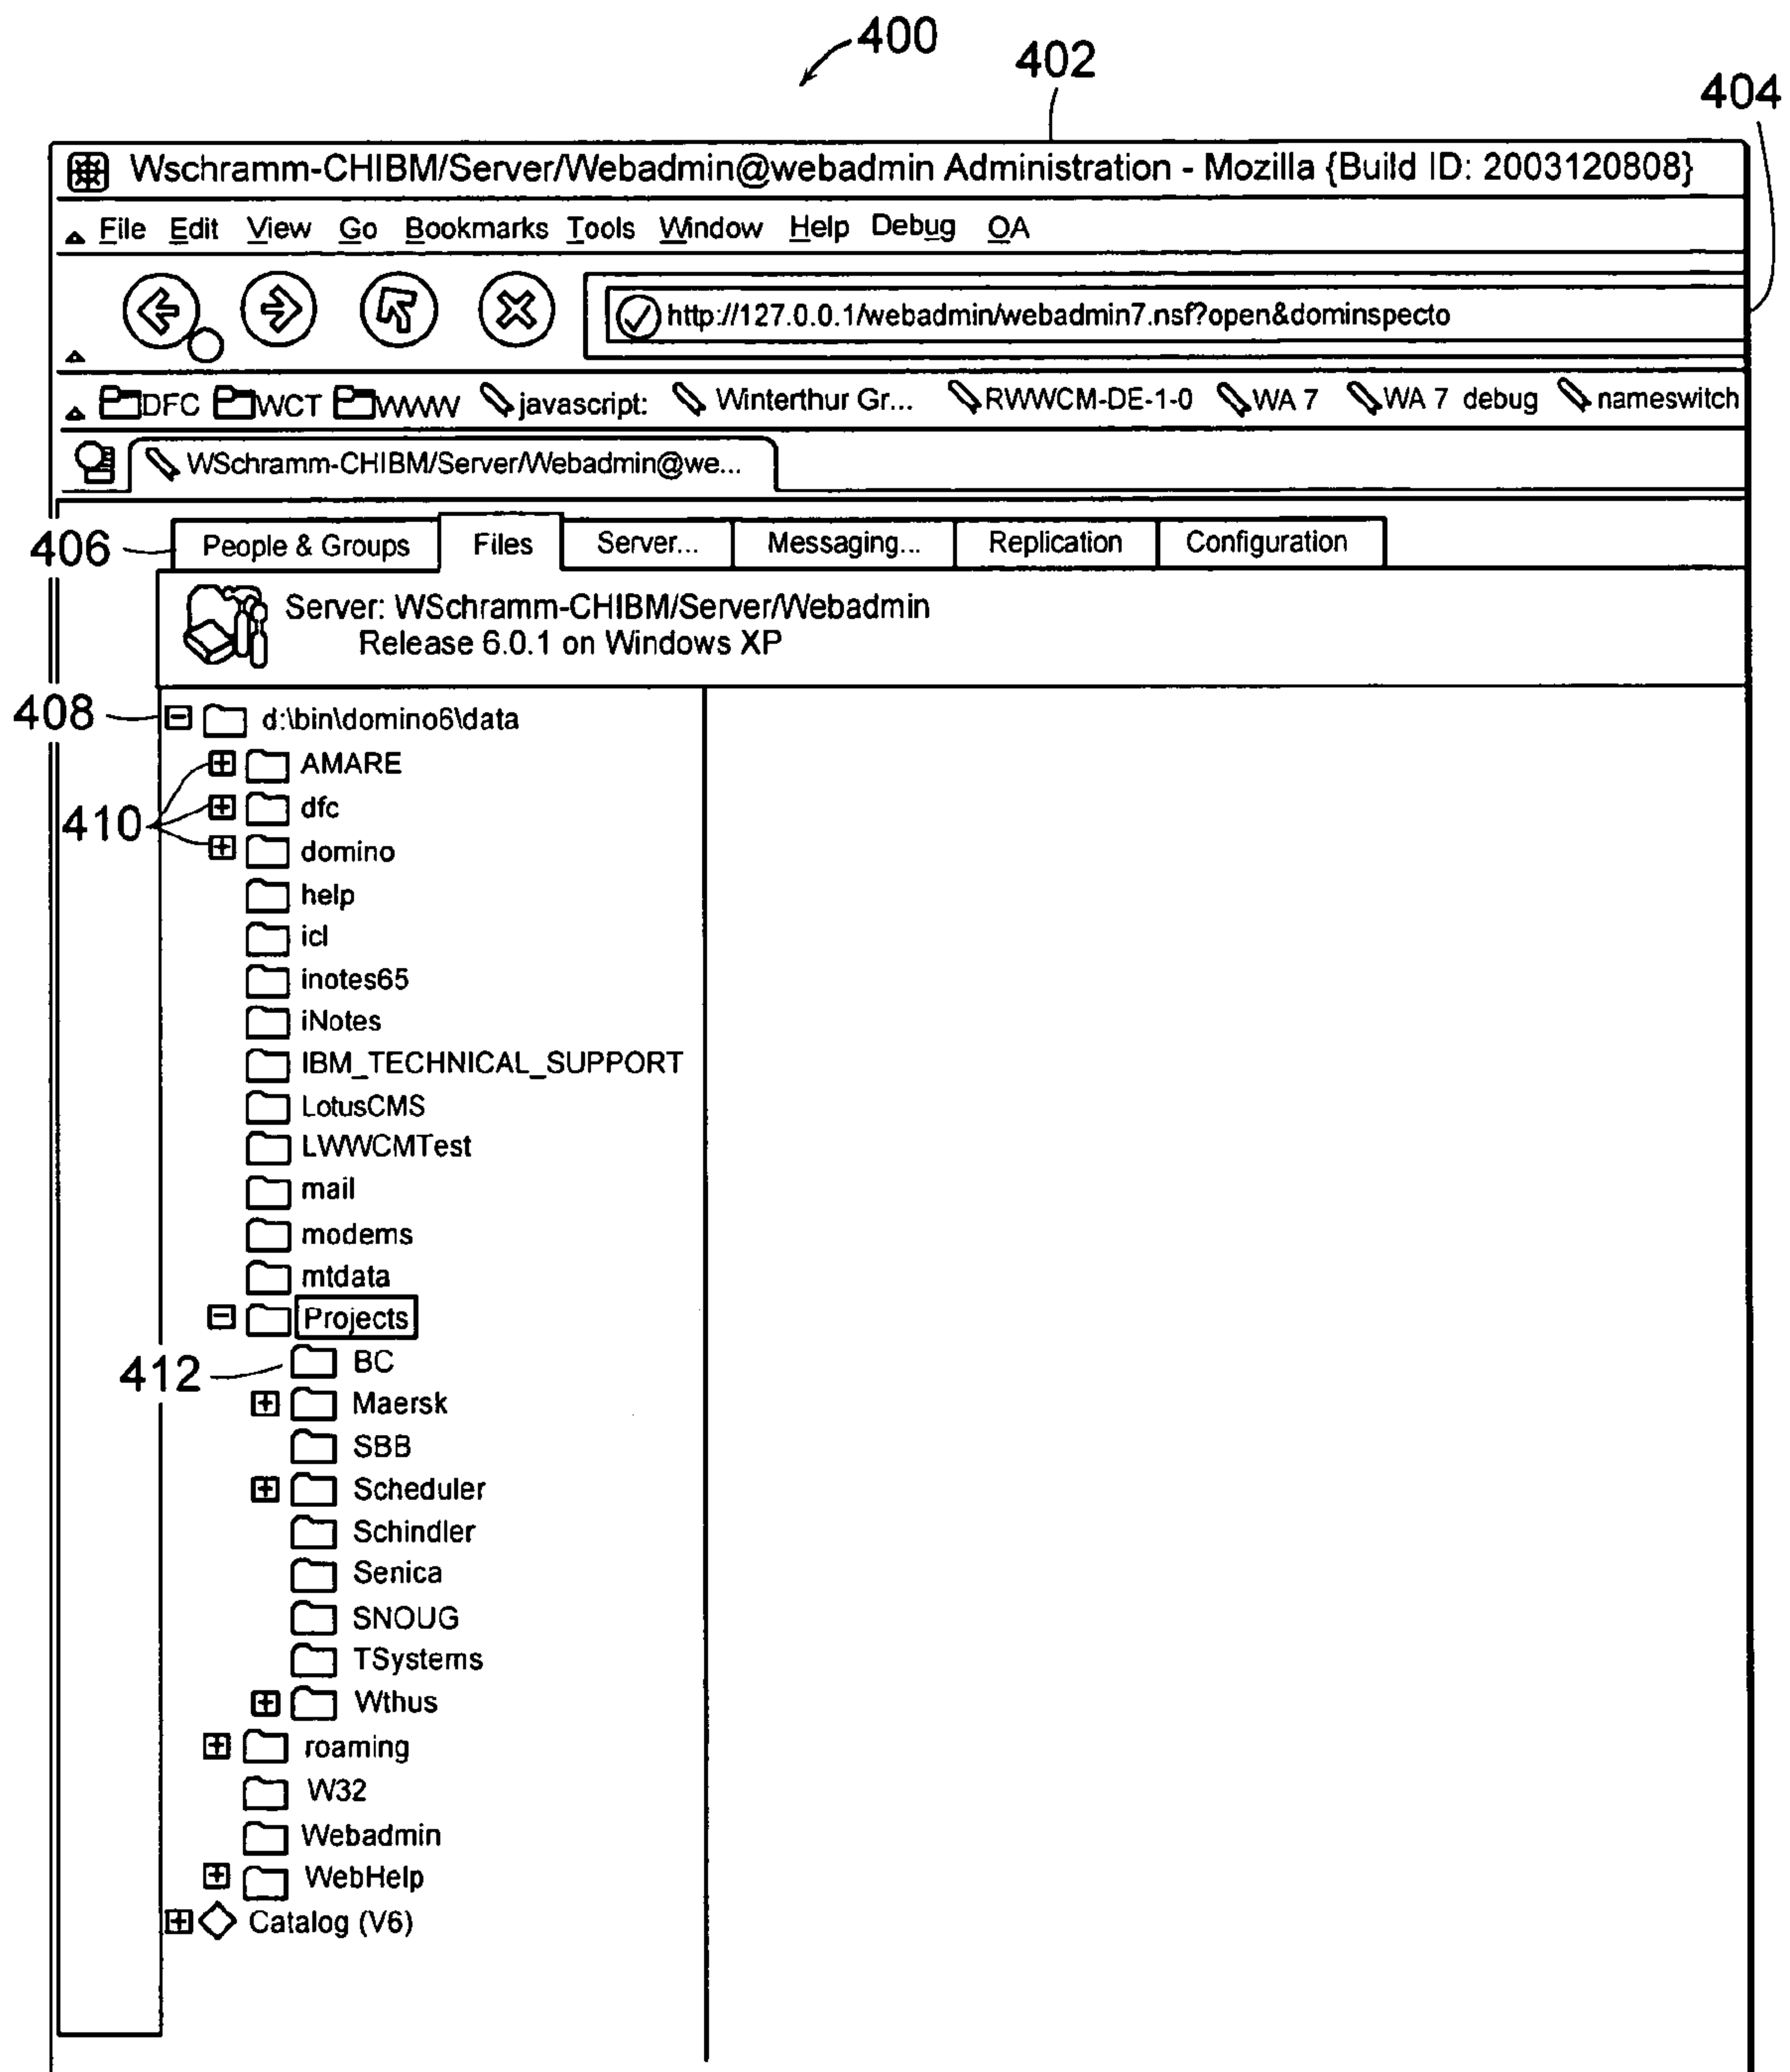 400
402
404
Wschramm-CHIBM/Server/Webadmin@webadmin Administration - Mozilla {Build ID: 2003120808}
File Edit View Go Bookmarks Tools Window Help Debug QA
http://127.0.0.1/webadmin/webadmin7.nsf?open&dominspecto
DFC WCT WWW javascript: Winterthur Gr... RWWCM-DE-1-0 WA 7 WA 7 debug nameswitch
WSchramm-CHIBM/Server/Webadmin@we...
406 People & Groups Files Server... Messaging... Replication Configuration
Server: WSchramm-CHIBM/Server/Webadmin
Release 6.0.1 on Windows XP
408 d:\bin\domino6\data
AMARE
410 dfc
domino
help
icl
inotes65
iNotes
IBM_TECHNICAL_SUPPORT
LotusCMS
LWWCMTest
mail
modems
mtdata
Projects
412 BC
Maersk
SBB
Scheduler
Schindler
Senica
SNOUG
TSystems
Wthus
roaming
W32
Webadmin
WebHelp
Catalog (V6)